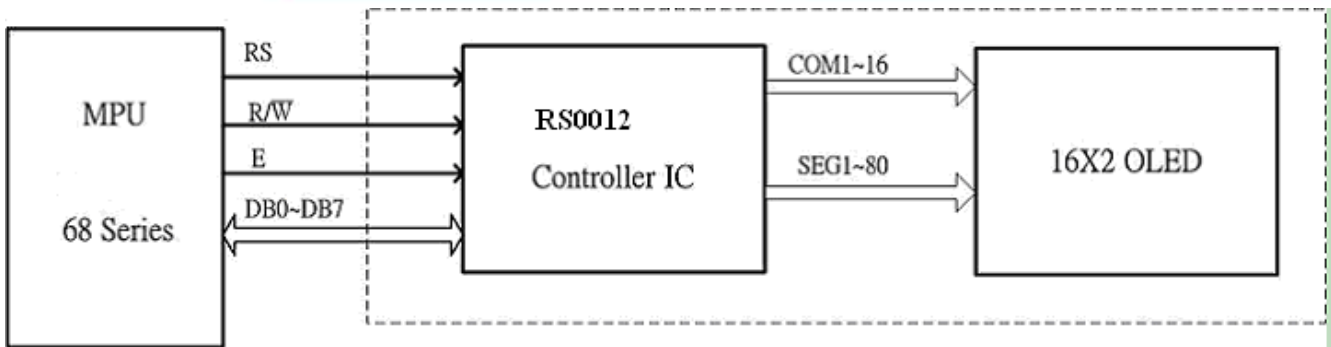 RS
R/W̅
E
DB0~DB7
MPU
68 Series
RS0012
Controller IC
COM1~16
SEG1~80
16X2 OLED